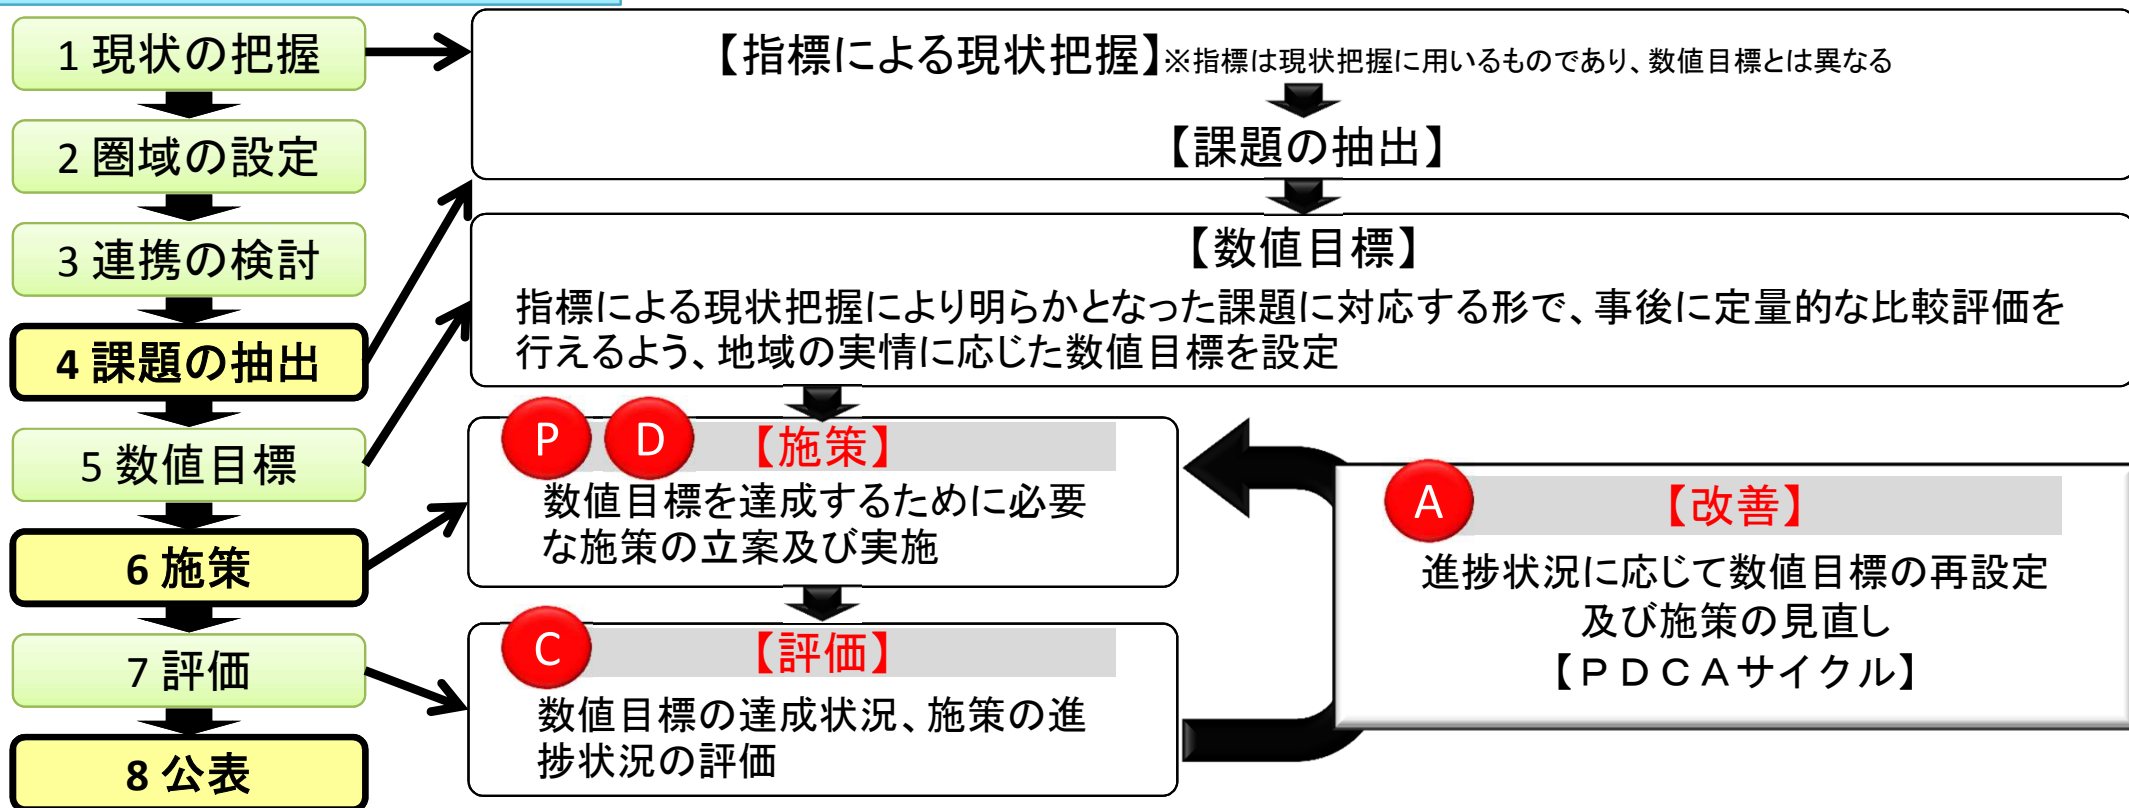 1 現状の把握
2 圏域の設定
3 連携の検討
4 課題の抽出
5 数値目標
6 施策
7 評価
8 公表
【指標による現状把握】※指標は現状把握に用いるものであり、数値目標とは異なる
【課題の抽出】
【数値目標】
指標による現状把握により明らかとなった課題に対応する形で、事後に定量的な比較評価を
行えるよう、地域の実情に応じた数値目標を設定
P D 【施策】
数値目標を達成するために必要
な施策の立案及び実施
C 【評価】
数値目標の達成状況、施策の進
捗状況の評価
A 【改善】
進捗状況に応じて数値目標の再設定
及び施策の見直し
【ＰＤＣＡサイクル】